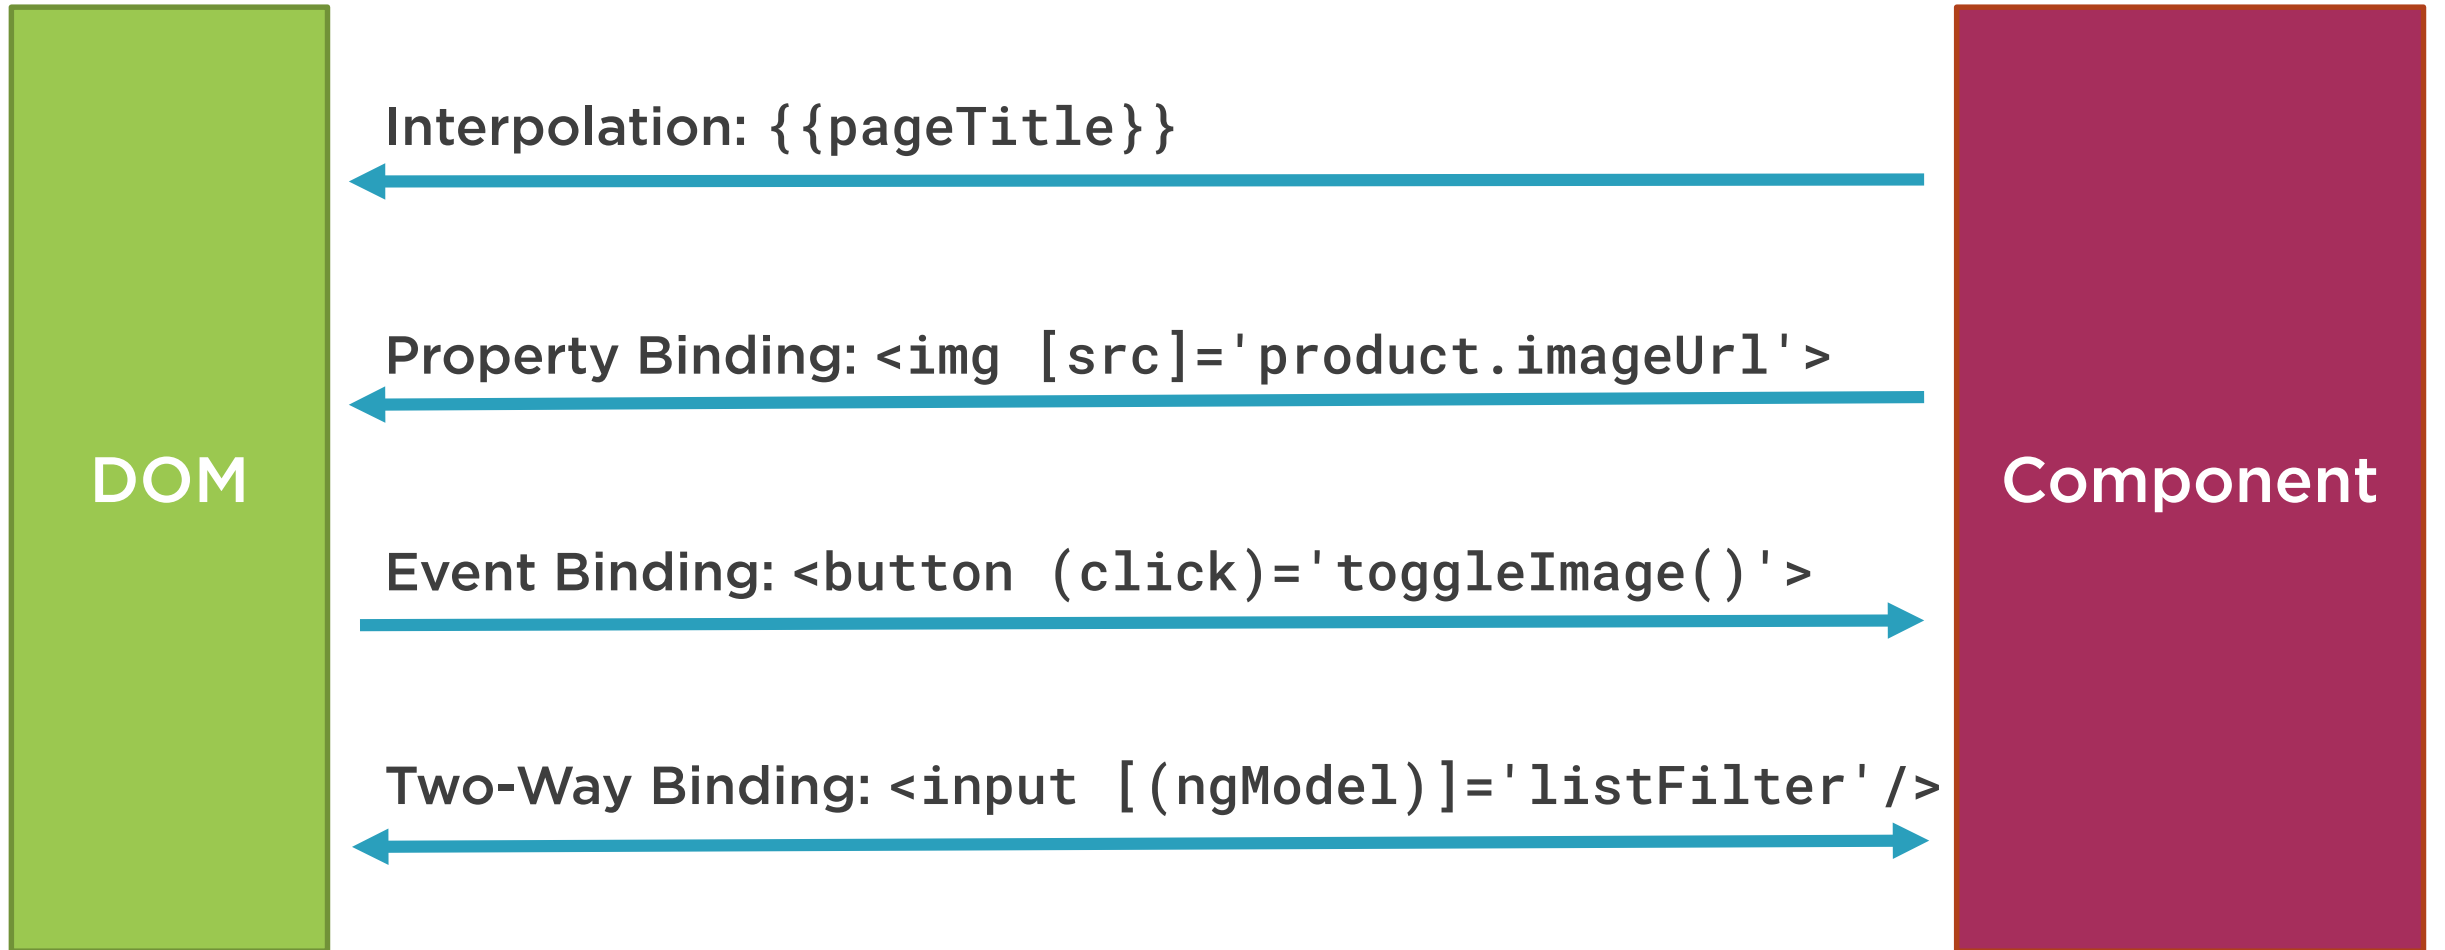 Interpolation: {{pageTitle}}
Property Binding: <img [src]='product.imageUrl'>
DOM
Component
Event Binding: <button (click)='toggleImage()'>
Two-Way Binding: <input [(ngModel)]='listFilter'/>